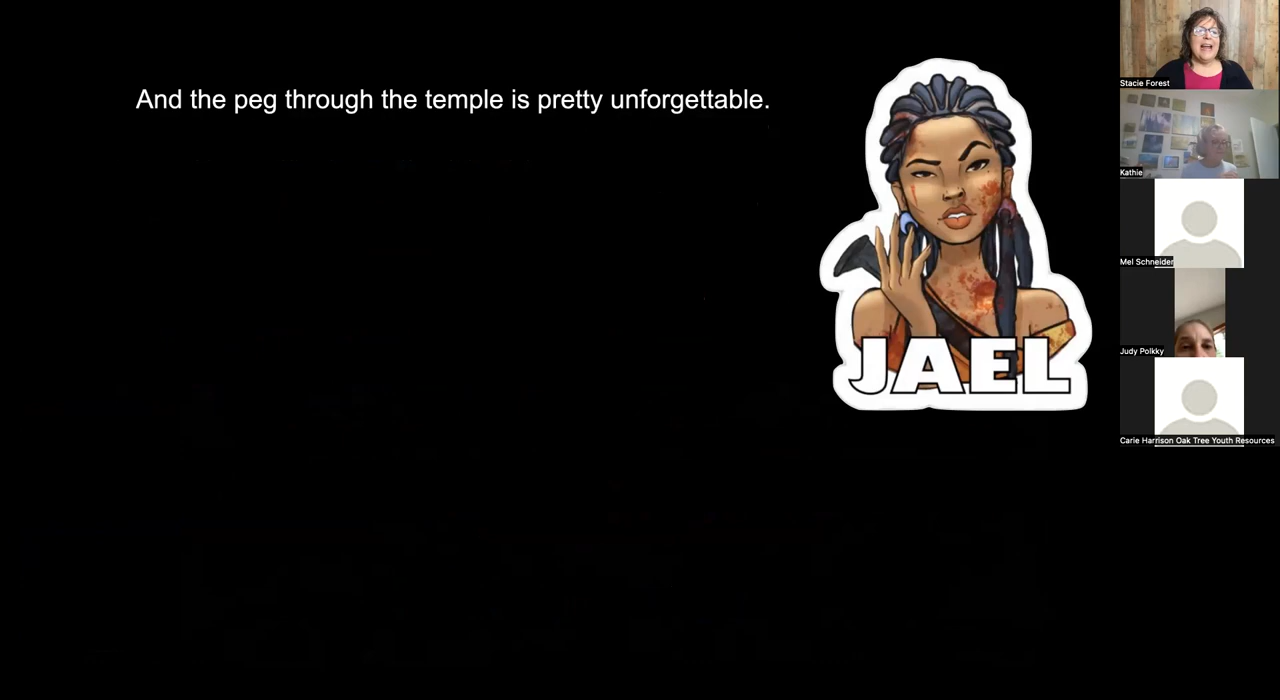 And the peg through the temple is pretty unforgettable.
JAEL
Stacie Forest
Kathie
Mel Schneider
Judy Polkky
Carie Harrison Oak Tree Youth Resources